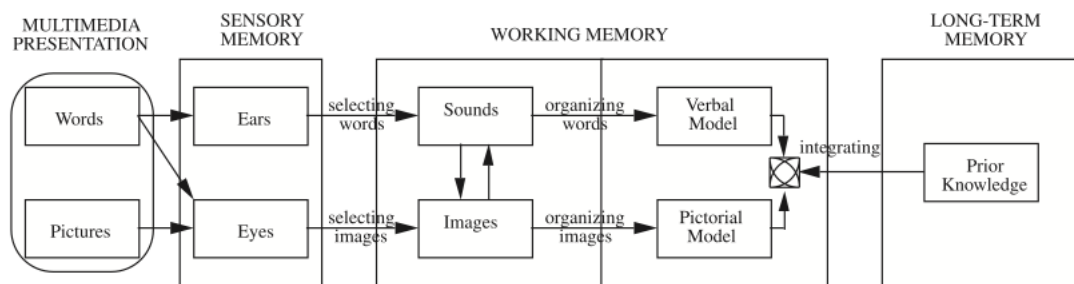 MULTIMEDIA
PRESENTATION
SENSORY
MEMORY
WORKING MEMORY
LONG-TERM
MEMORY
Words
Ears
selecting
words
Sounds
organizing
words
Verbal
Model
integrating
Prior
Knowledge
Pictures
Eyes
selecting
images
Images
organizing
images
Pictorial
Model